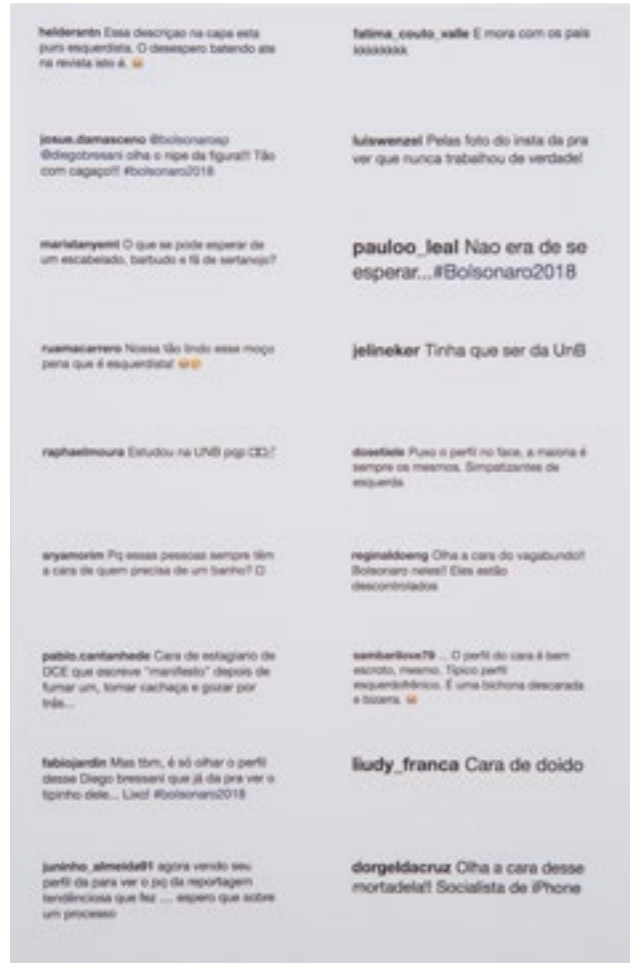 heldersntn Essa descriçao na capa esta
puro esquerdista. O desespero batendo ate
na revista isto é. 😄
josue.damasceno @bolsonarosp
@diegobressani olha o nipe da figura!!! Tão
com cagaço!!! #bolsonaro2018
maristanyemt O que se pode esperar de
um escabelado, barbudo e fã de sertanojo?
ruamacarrero Nossa tão lindo esse moço
pena que é esquerdista!
raphaelmoura Estudou na UNB pqp
aryamorim Pq essas pessoas sempre têm
a cara de quem precisa de um banho?
pablo.cantanhede Cara de estagiario de
DCE que escreve "manifesto" depois de
fumar um, tomar cachaça e gozar por
trás...
fabiojardin Mas tbm, é só olhar o perfil
desse Diego bressani que já da pra ver o
tipinho dele... Lixo! #bolsonaro2018
juninho_almeida91 agora vendo seu
perfil da para ver o pq da reportagem
tendênciosa que fez .... espero que sobre
um processo
fatima_couto_valle E mora com os pais
kkkkkkkkk
luiswenzel Pelas foto do insta da pra
ver que nunca trabalhou de verdade!
pauloo_leal Nao era de se
esperar...#Bolsonaro2018
jelineker Tinha que ser da UnB
dosetiele Puxo o perfil no face, a maioria é
sempre os mesmos. Simpatizantes de
esquerda
reginaldoeng Olha a cara do vagabundo!!
Bolsonaro neles!! Eles estão
descontrolados
sambarilove79 ... O perfil do cara é bem
escroto, mesmo. Típico perfil
esquerdofrênico. É uma bichona descarada
e bizarra. 😄
liudy_franca Cara de doido
dorgeldacruz Olha a cara desse
mortadela!! Socialista de iPhone